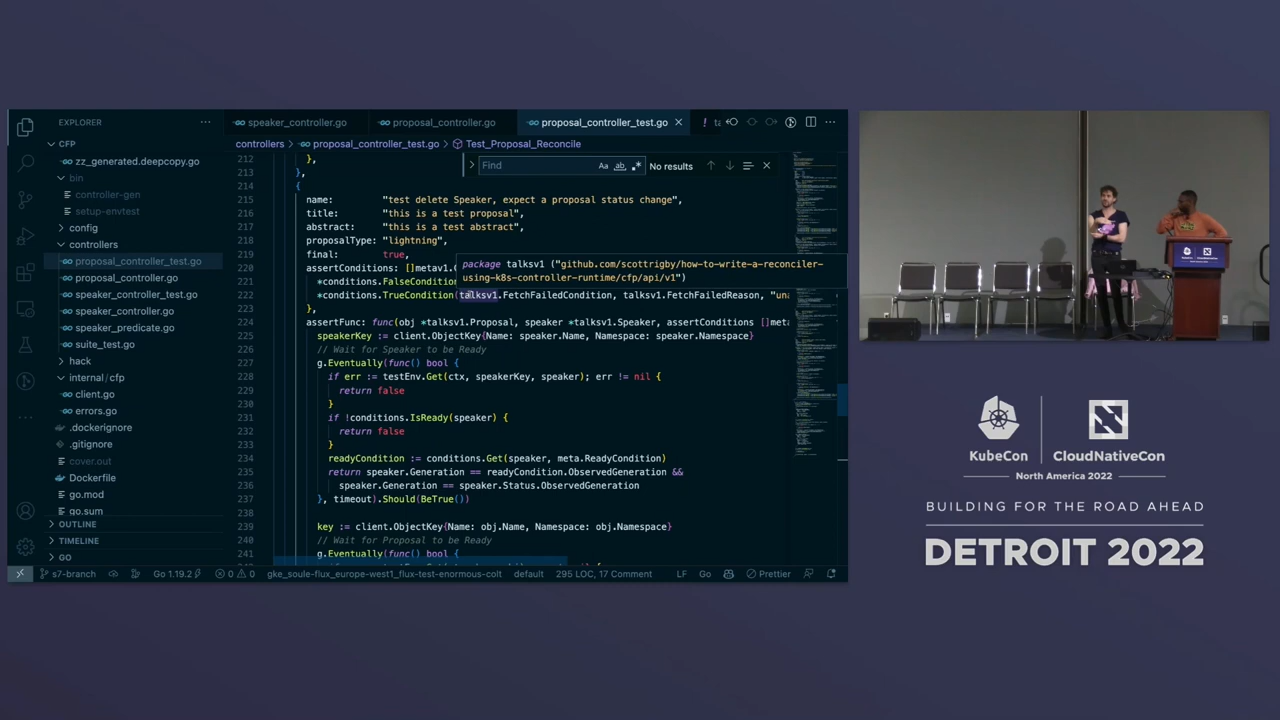 EXPLORER
speaker_controller.go
proposal_controller.go
proposal_controller_test.go
CFP
controllers > proposal_controller_test.go > Test_Proposal_Reconcile
zz_generated.deepcopy.go
bin
controller-gen
setup-envtest
config
controllers
proposal_controller_test.go
proposal_controller.go
speaker_controller_test.go
speaker_controller.go
speaker_predicate.go
suite_test.go
hack
client.go
errors.go
.dockerignore
.gitignore
cover.out
Dockerfile
go.mod
go.sum
OUTLINE
TIMELINE
GO
Find
Aa
ab
No results
212 },
213 },
214 {
215 name: "test delete Speaker, expect a proposal status change",
216 title: "this is a test proposal",
217 abstract: "this is a test abstract",
218 proposalType: "lightning",
219 final: true,
220 assertConditions: []metav1.
221 *conditions.FalseCondition
package talksv1 ("github.com/scottrigby/how-to-write-a-reconciler-
using-k8s-controller-runtime/cfp/api/v1")
222 *conditions.TrueCondition(talksv1.FetchFailedCondition, talksv1.FetchFailedReason, "una
223 },
224 assertFunc: func(obj *talksv1.Proposal, speaker *talksv1.Speaker, assertConditions []meta
225 speakerKey := client.ObjectKey{Name: speaker.Name, Namespace: speaker.Namespace}
226 // Wait for Speaker to be Ready
227 g.Eventually(func() bool {
228 if err := testEnv.Get(ctx, speakerKey, speaker); err != nil {
229 return false
230 }
231 if !conditions.IsReady(speaker) {
232 return false
233 }
234 readyCondition := conditions.Get(speaker, meta.ReadyCondition)
235 return speaker.Generation == readyCondition.ObservedGeneration &&
236 speaker.Generation == speaker.Status.ObservedGeneration
237 }, timeout).Should(BeTrue())
238
239 key := client.ObjectKey{Name: obj.Name, Namespace: obj.Namespace}
240 // Wait for Proposal to be Ready
241 g.Eventually(func() bool {
s7-branch
Go 1.19.2
0
0
gke_soule-flux_europe-west1_flux-test-enormous-colt
default
295 LOC, 17 Comment
LF
Go
Prettier
KubeCon
CloudNativeCon
North America 2022
BUILDING FOR THE ROAD AHEAD
DETROIT 2022